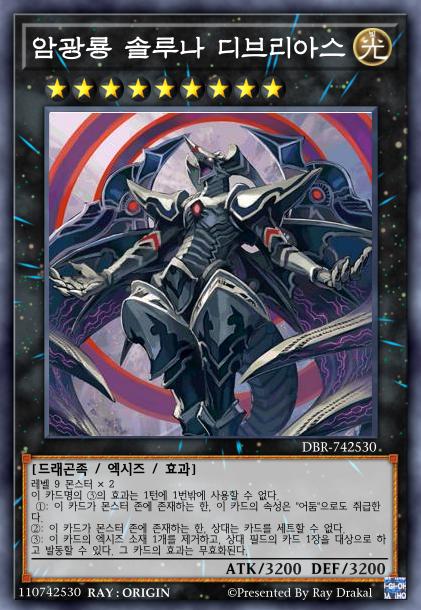 암광룡 솔루나 디브리아스
光
DBR-742530
[드래곤족 / 엑시즈 / 효과]
레벨 9 몬스터 × 2
이 카드명의 ③의 효과는 1턴에 1번밖에 사용할 수 없다.
①: 이 카드가 몬스터 존에 존재하는 한, 이 카드의 속성은 "어둠"으로도 취급한
다.
②: 이 카드가 몬스터 존에 존재하는 한, 상대는 카드를 세트할 수 없다.
③: 이 카드의 엑시즈 소재 1개를 제거하고, 상대 필드의 카드 1장을 대상으로 하
고 발동할 수 있다. 그 카드의 효과는 무효화된다.
ATK/3200 DEF/3200
110742530 RAY : ORIGIN ©Presented By Ray Drakal